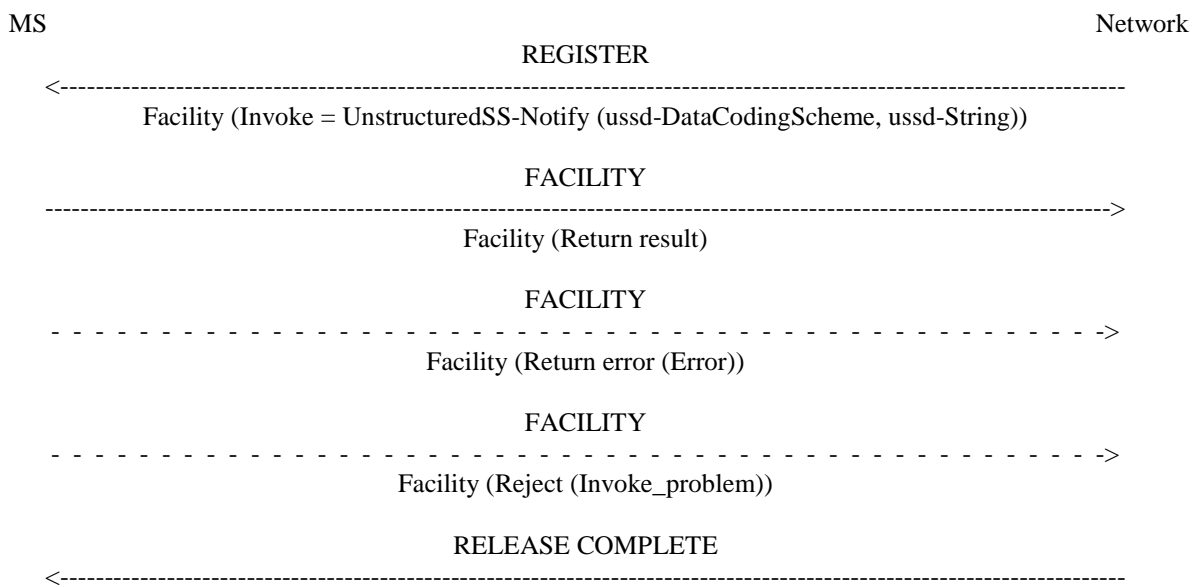 MS Network
REGISTER
Facility (Invoke = UnstructuredSS-Notify (ussd-DataCodingScheme, ussd-String))
FACILITY
Facility (Return result)
FACILITY
Facility (Return error (Error))
FACILITY
Facility (Reject (Invoke_problem))
RELEASE COMPLETE